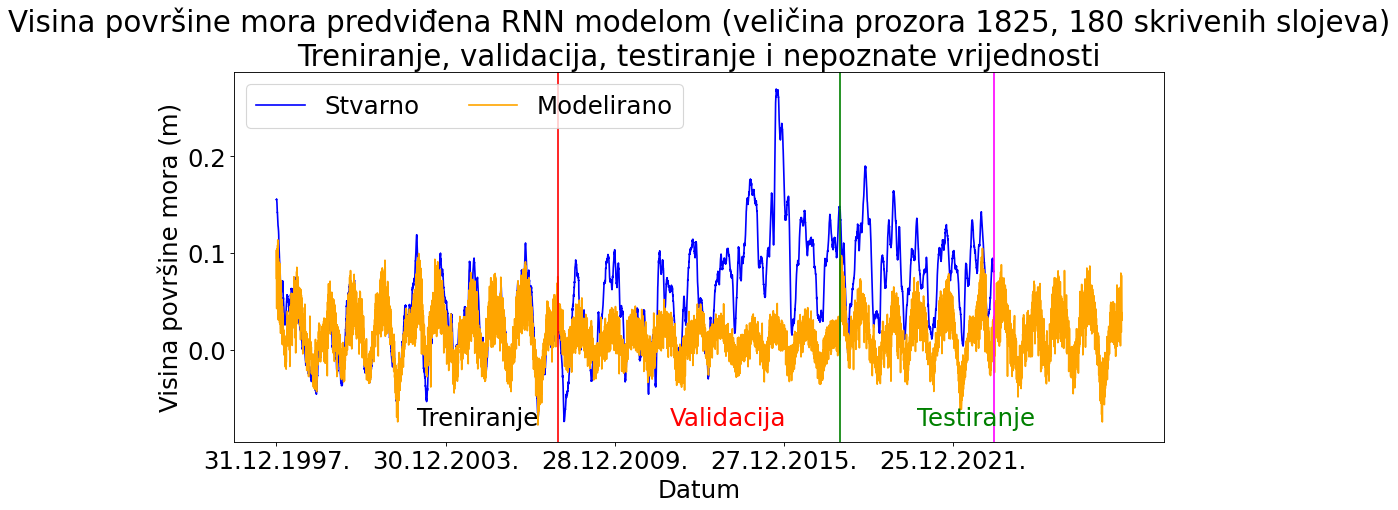 Visina površine mora predviđena RNN modelom (veličina prozora 1825, 180 skrivenih slojeva)
Treniranje, validacija, testiranje i nepoznate vrijednosti
Stvarno Modelirano
Visina površine mora (m)
0.2
0.1
0.0
Treniranje Validacija Testiranje
31.12.1997. 30.12.2003. 28.12.2009. 27.12.2015. 25.12.2021.
Datum